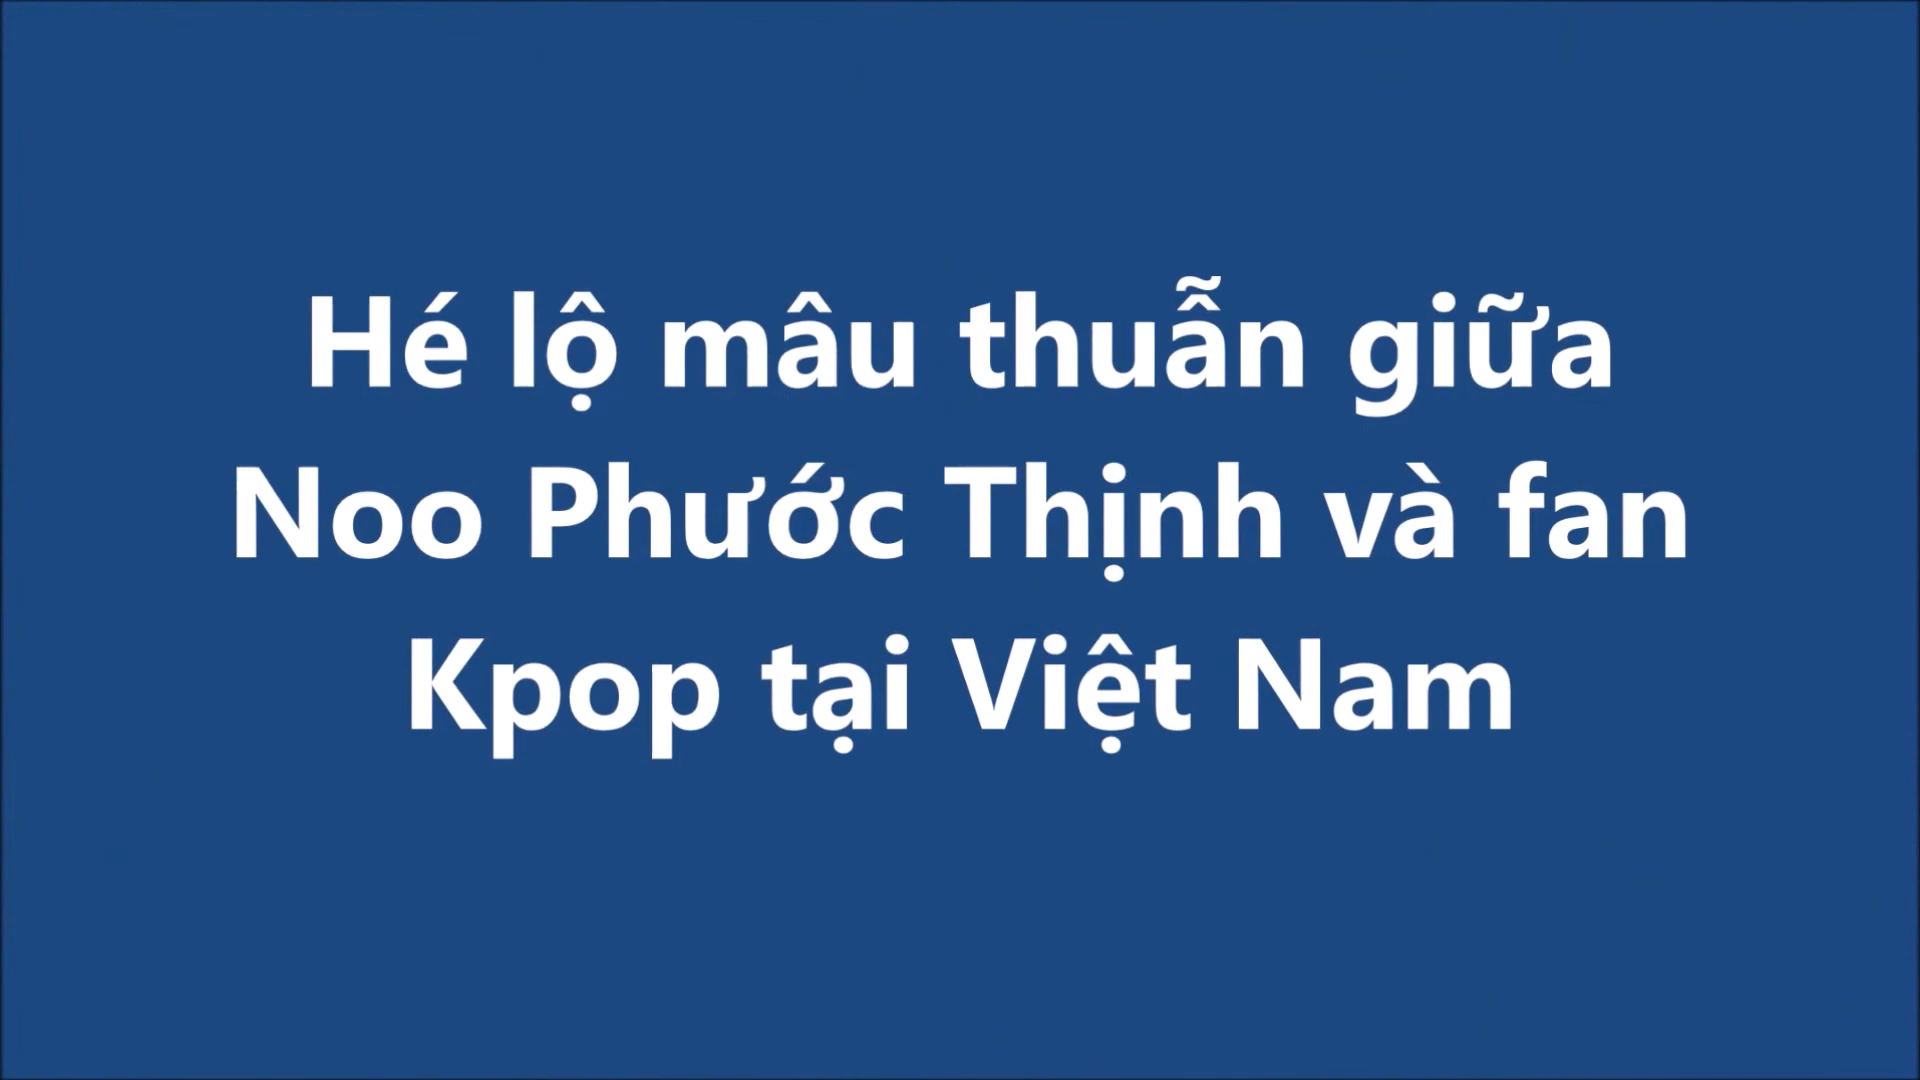 Hé lộ mâu thuẫn giữa
Noo Phước Thịnh và fan
Kpop tại Việt Nam